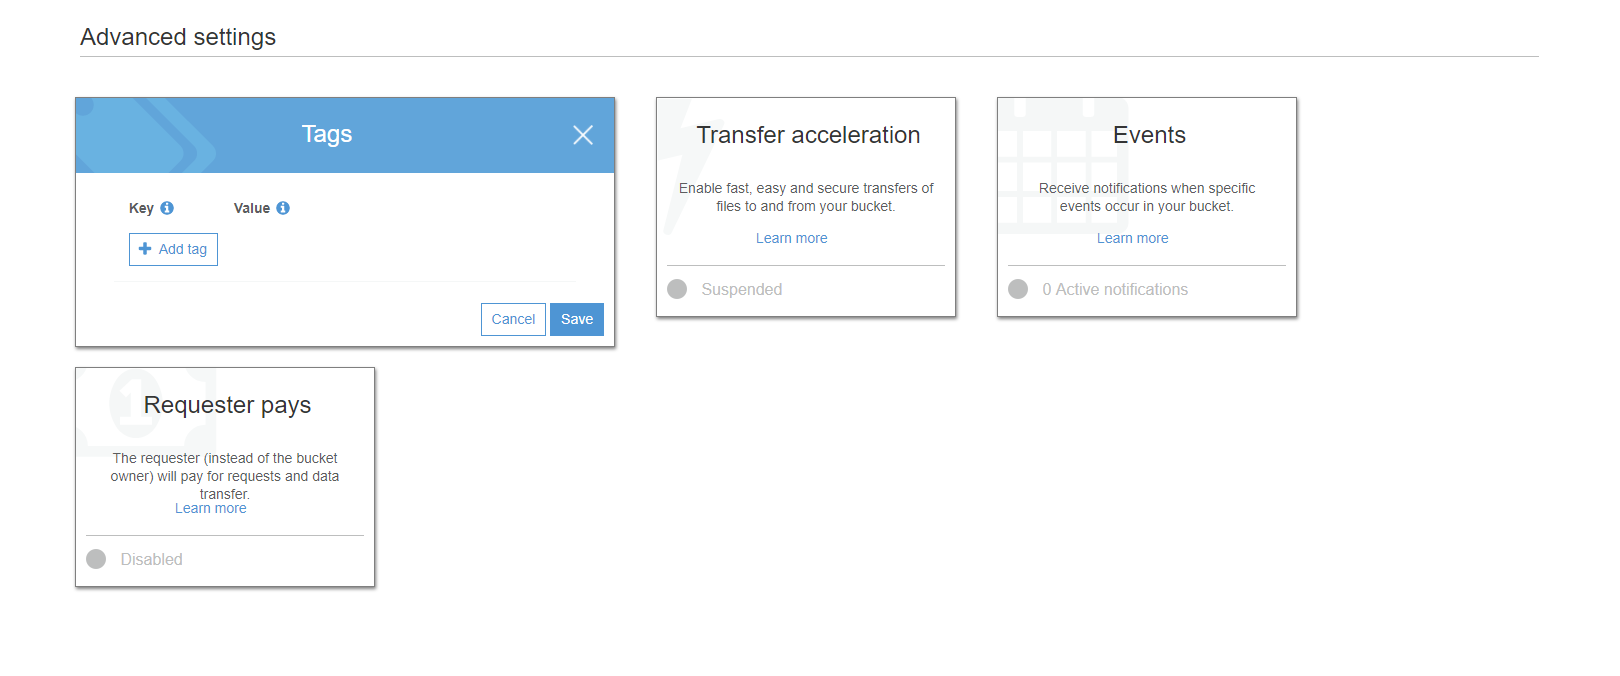 Advanced settings
Tags
Key
Value
Add tag
Cancel
Save
Transfer acceleration
Enable fast, easy and secure transfers of
files to and from your bucket.
Learn more
Suspended
Events
Receive notifications when specific
events occur in your bucket.
Learn more
0 Active notifications
1
Requester pays
The requester (instead of the bucket
owner) will pay for requests and data
transfer.
Learn more
Disabled